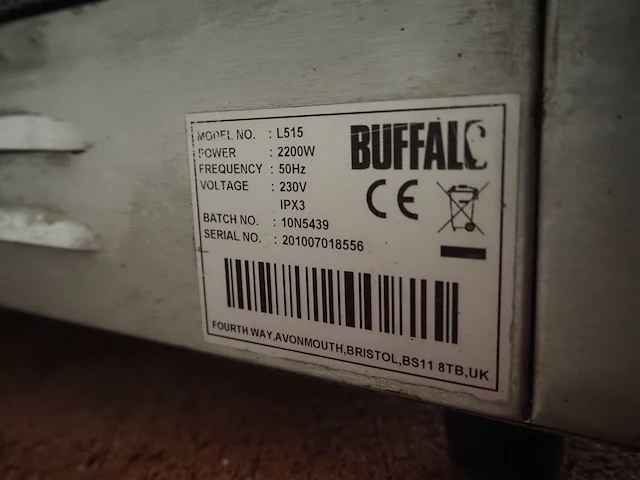 MODEL NO. : L515
POWER : 2200W
FREQUENCY : 50Hz
VOLTAGE : 230V
IPX3
BATCH NO. : 10N5439
SERIAL NO. : 201007018556
BUFFALO
CE
FOURTH WAY,AVONMOUTH,BRISTOL,BS11 8TB,UK